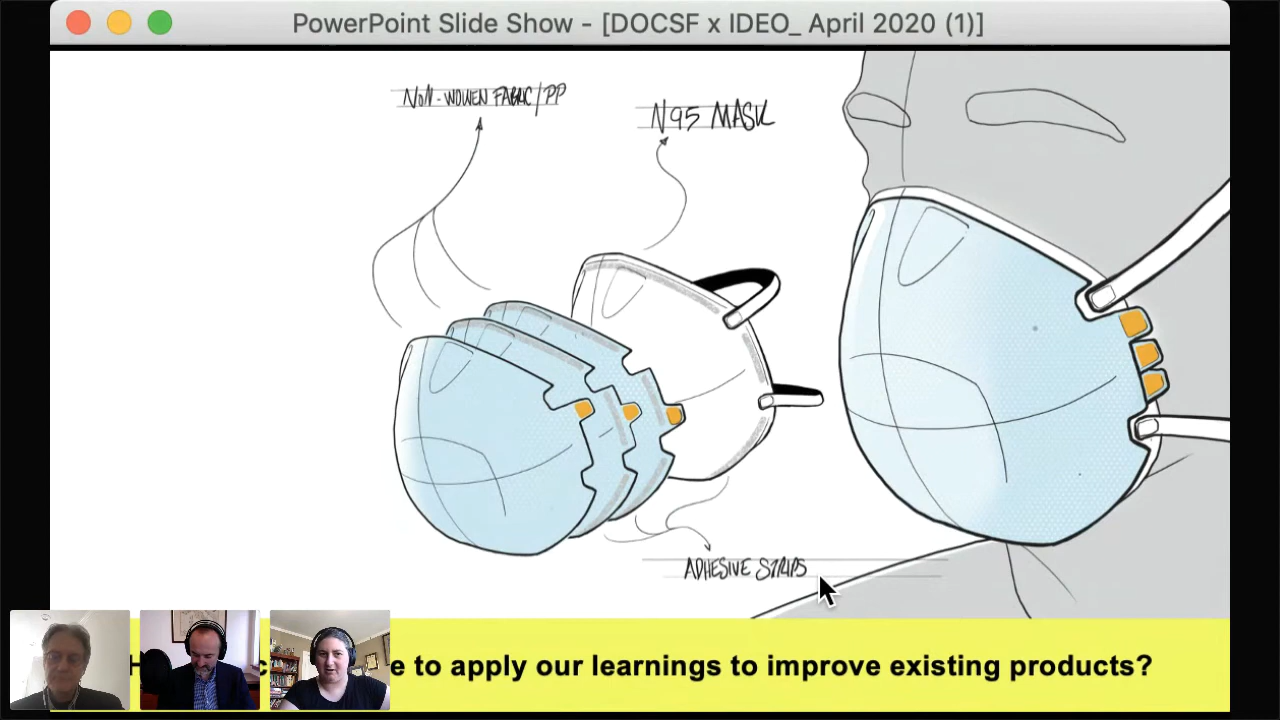 PowerPoint Slide Show - [DOCSF x IDEO_ April 2020 (1)]
NON-WOVEN FABRIC/PP
N95 MASK
ADHESIVE STRIPS
to apply our learnings to improve existing products?